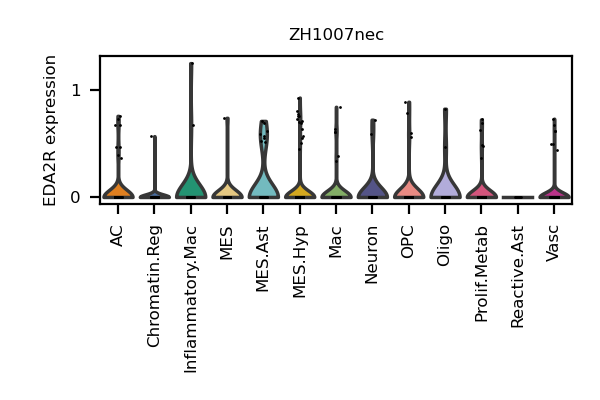 ZH1007nec
EDA2R expression
1
0
AC
Chromatin.Reg
Inflammatory.Mac
MES
MES.Ast
MES.Hyp
Mac
Neuron
OPC
Oligo
Prolif.Metab
Reactive.Ast
Vasc